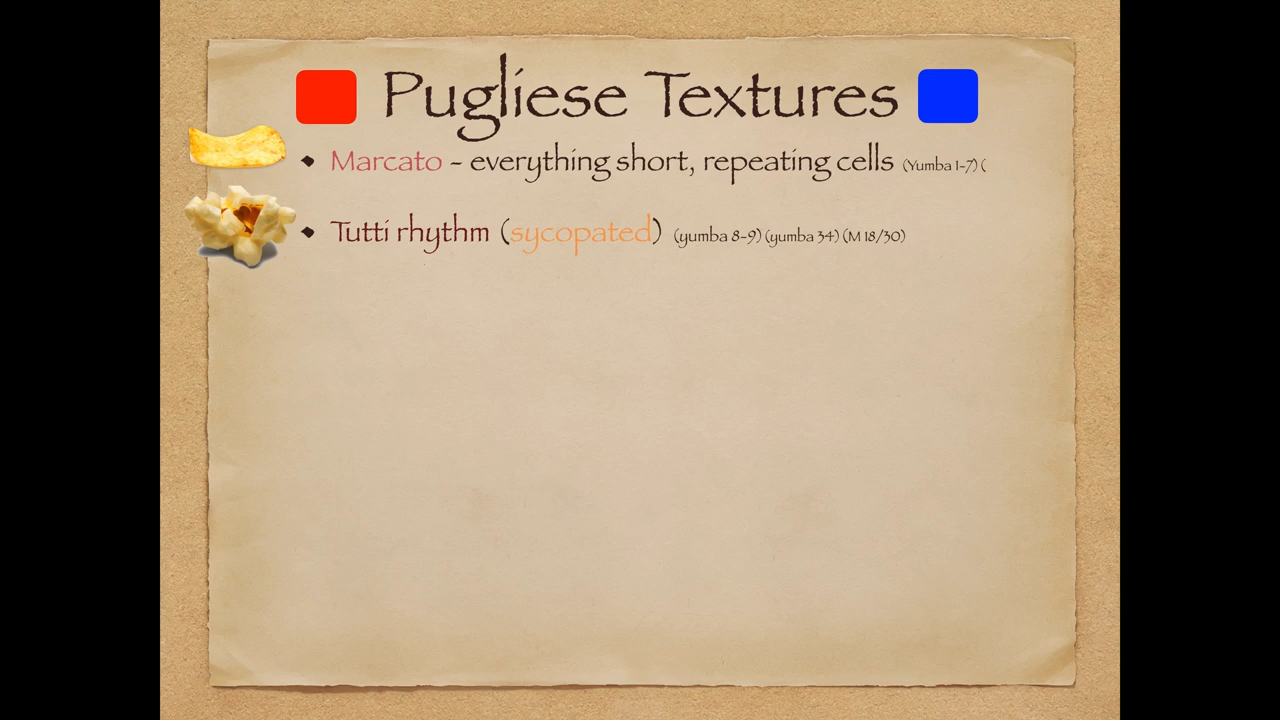 Pugliese Textures
• Marcato - everything short, repeating cells (Yumba 1-7) (
• Tutti rhythm (sycopated) (yumba 8-9) (yumba 34) (M 18/30)